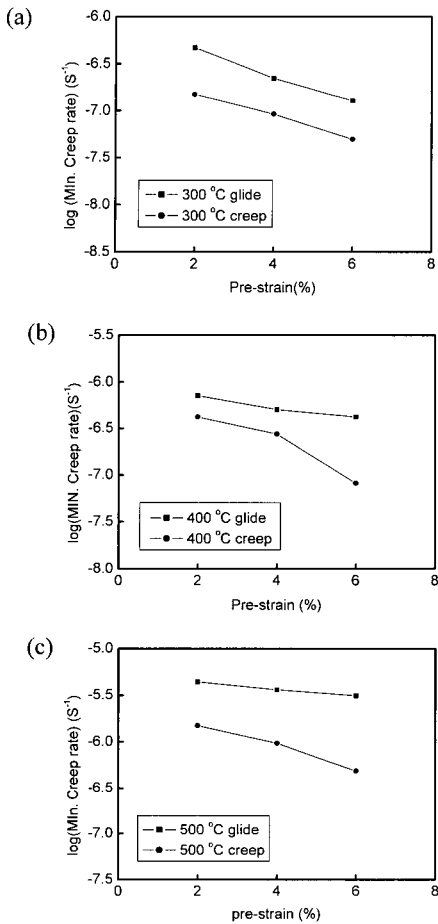 (a)
-6.0
-6.5
-7.0
-7.5
-8.0
-8.5
log (MIn. Creep rate) (S⁻¹)
300 °C glide
300 °C creep
0 2 4 6 8
Pre-strain(%)
(b)
-5.5
-6.0
-6.5
-7.0
-7.5
-8.0
log(MIN. Creep rate)(S⁻¹)
400 °C glide
400 °C creep
0 2 4 6 8
Pre-strain (%)
(c)
-5.0
-5.5
-6.0
-6.5
-7.0
-7.5
log(MIn. Creep rate) (S⁻¹)
500 °C glide
500 °C creep
0 2 4 6 8
pre-strain (%)